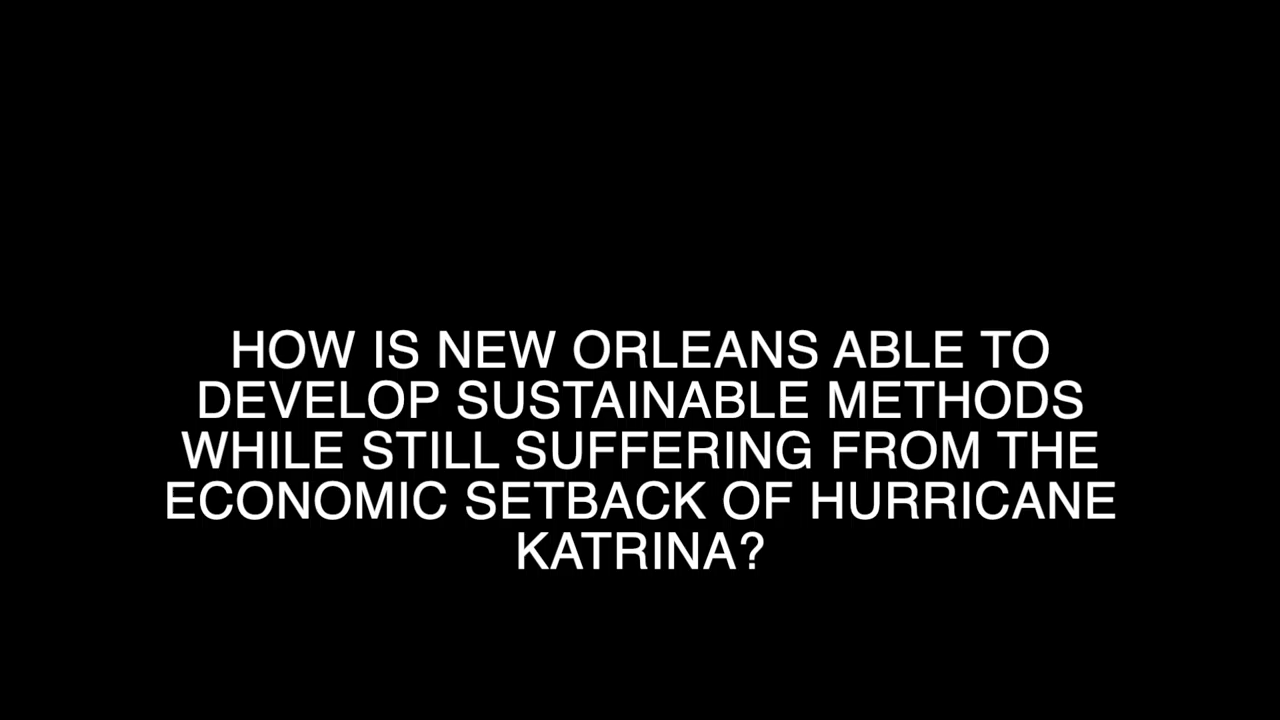 HOW IS NEW ORLEANS ABLE TO
DEVELOP SUSTAINABLE METHODS
WHILE STILL SUFFERING FROM THE
ECONOMIC SETBACK OF HURRICANE
KATRINA?